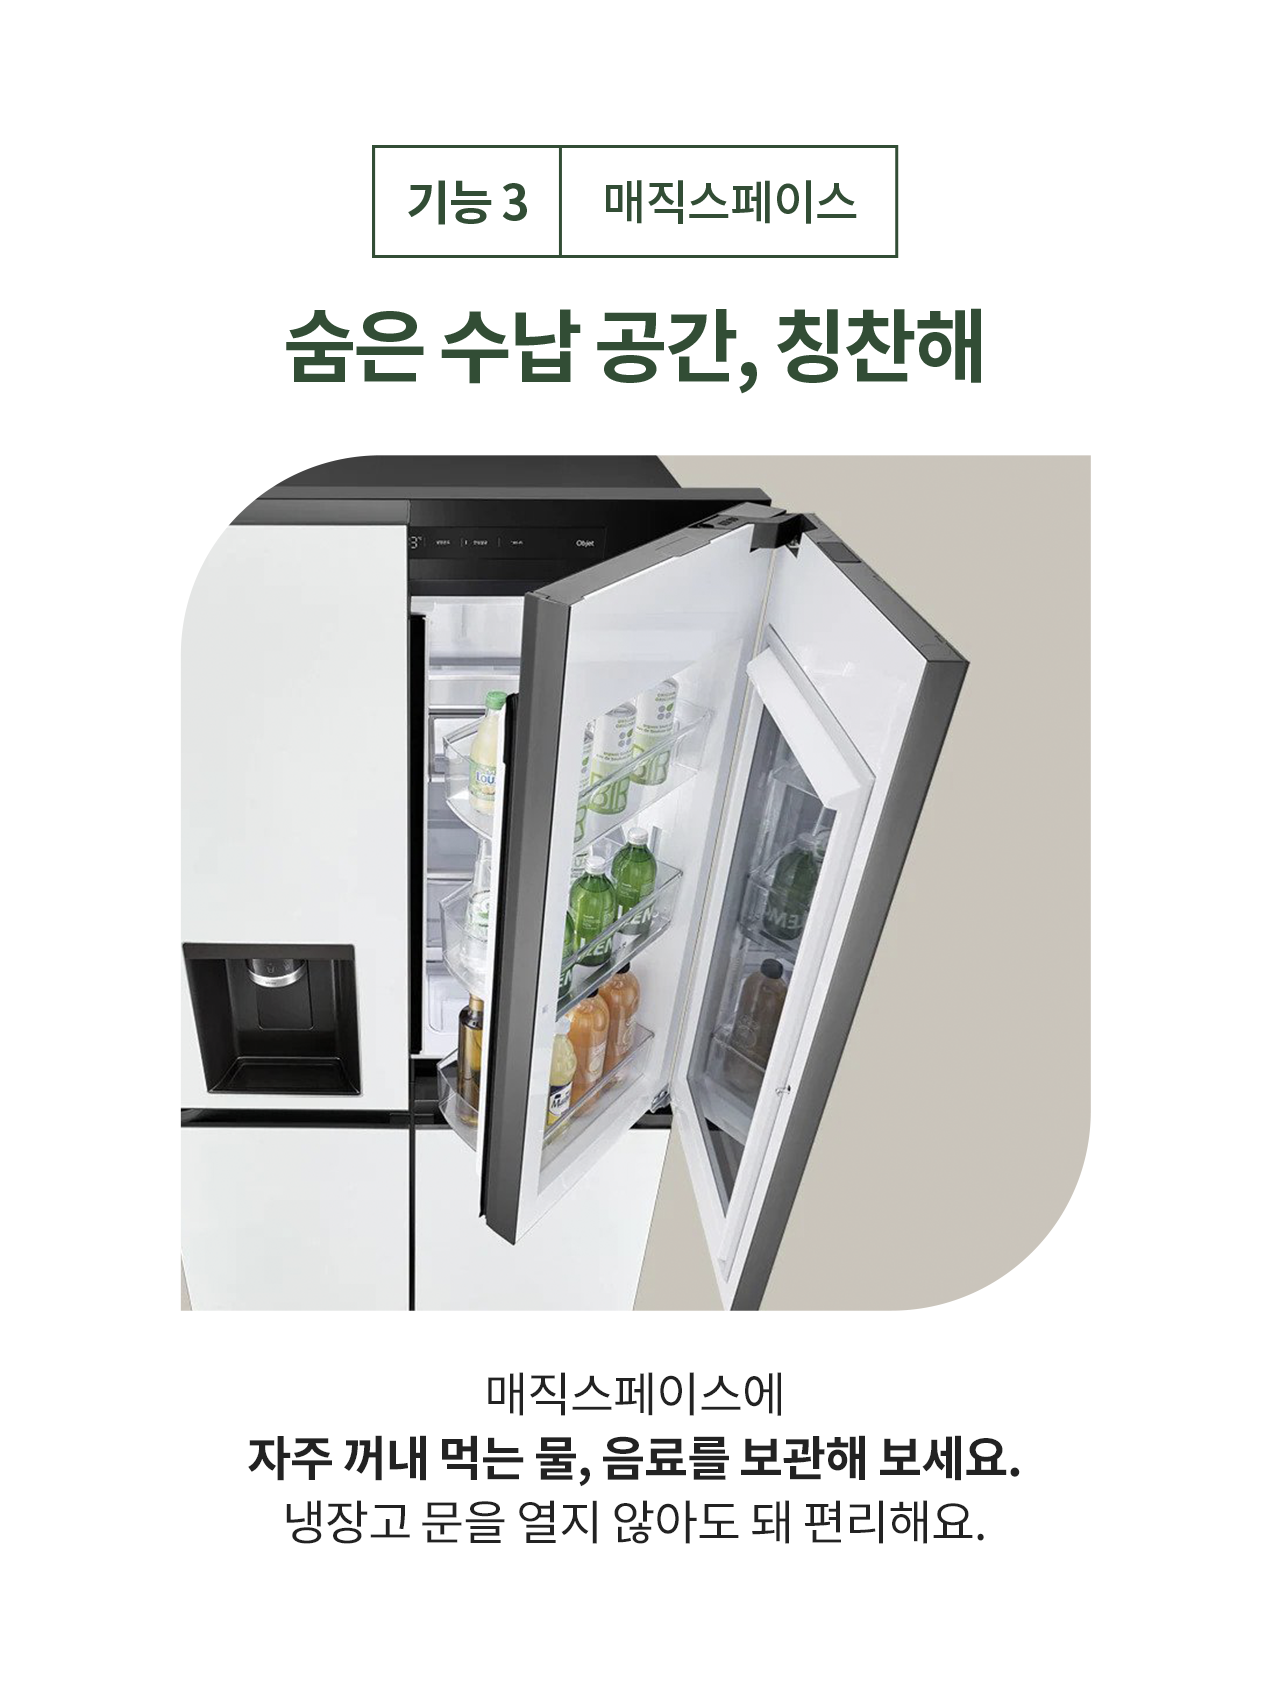 기능 3
매직스페이스
숨은 수납 공간, 칭찬해
Objet
매직스페이스에
자주 꺼내 먹는 물, 음료를 보관해 보세요.
냉장고 문을 열지 않아도 돼 편리해요.